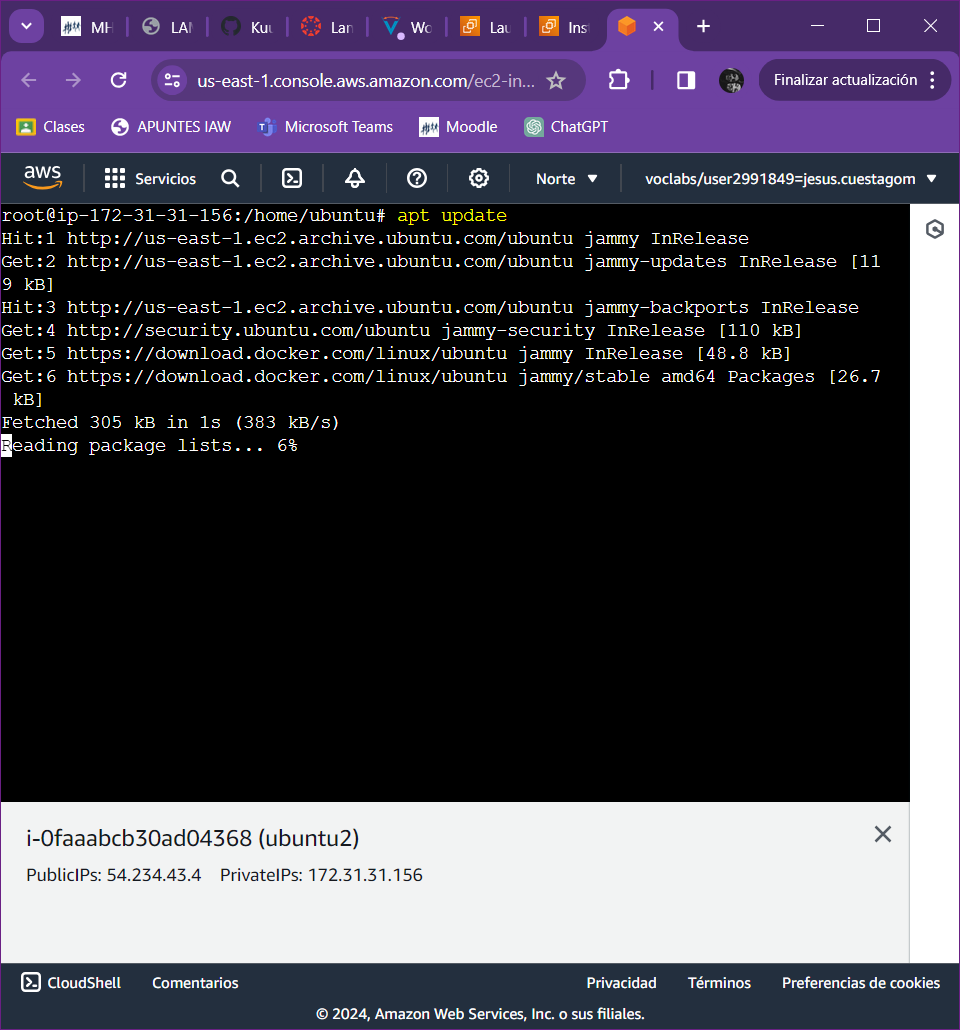 MH
LAN
Kuu
Lan
Wo
Lau
Inst
us-east-1.console.aws.amazon.com/ec2-in...
Finalizar actualización
Clases
APUNTES IAW
Microsoft Teams
Moodle
ChatGPT
aws
Servicios
Norte
voclabs/user2991849=jesus.cuestagom
root@ip-172-31-31-156:/home/ubuntu# apt update
Hit:1 http://us-east-1.ec2.archive.ubuntu.com/ubuntu jammy InRelease
Get:2 http://us-east-1.ec2.archive.ubuntu.com/ubuntu jammy-updates InRelease [11
9 kB]
Hit:3 http://us-east-1.ec2.archive.ubuntu.com/ubuntu jammy-backports InRelease
Get:4 http://security.ubuntu.com/ubuntu jammy-security InRelease [110 kB]
Get:5 https://download.docker.com/linux/ubuntu jammy InRelease [48.8 kB]
Get:6 https://download.docker.com/linux/ubuntu jammy/stable amd64 Packages [26.7
kB]
Fetched 305 kB in 1s (383 kB/s)
Reading package lists... 6%
i-0faaabcb30ad04368 (ubuntu2)
PublicIPs: 54.234.43.4 PrivateIPs: 172.31.31.156
CloudShell
Comentarios
Privacidad
Términos
Preferencias de cookies
© 2024, Amazon Web Services, Inc. o sus filiales.